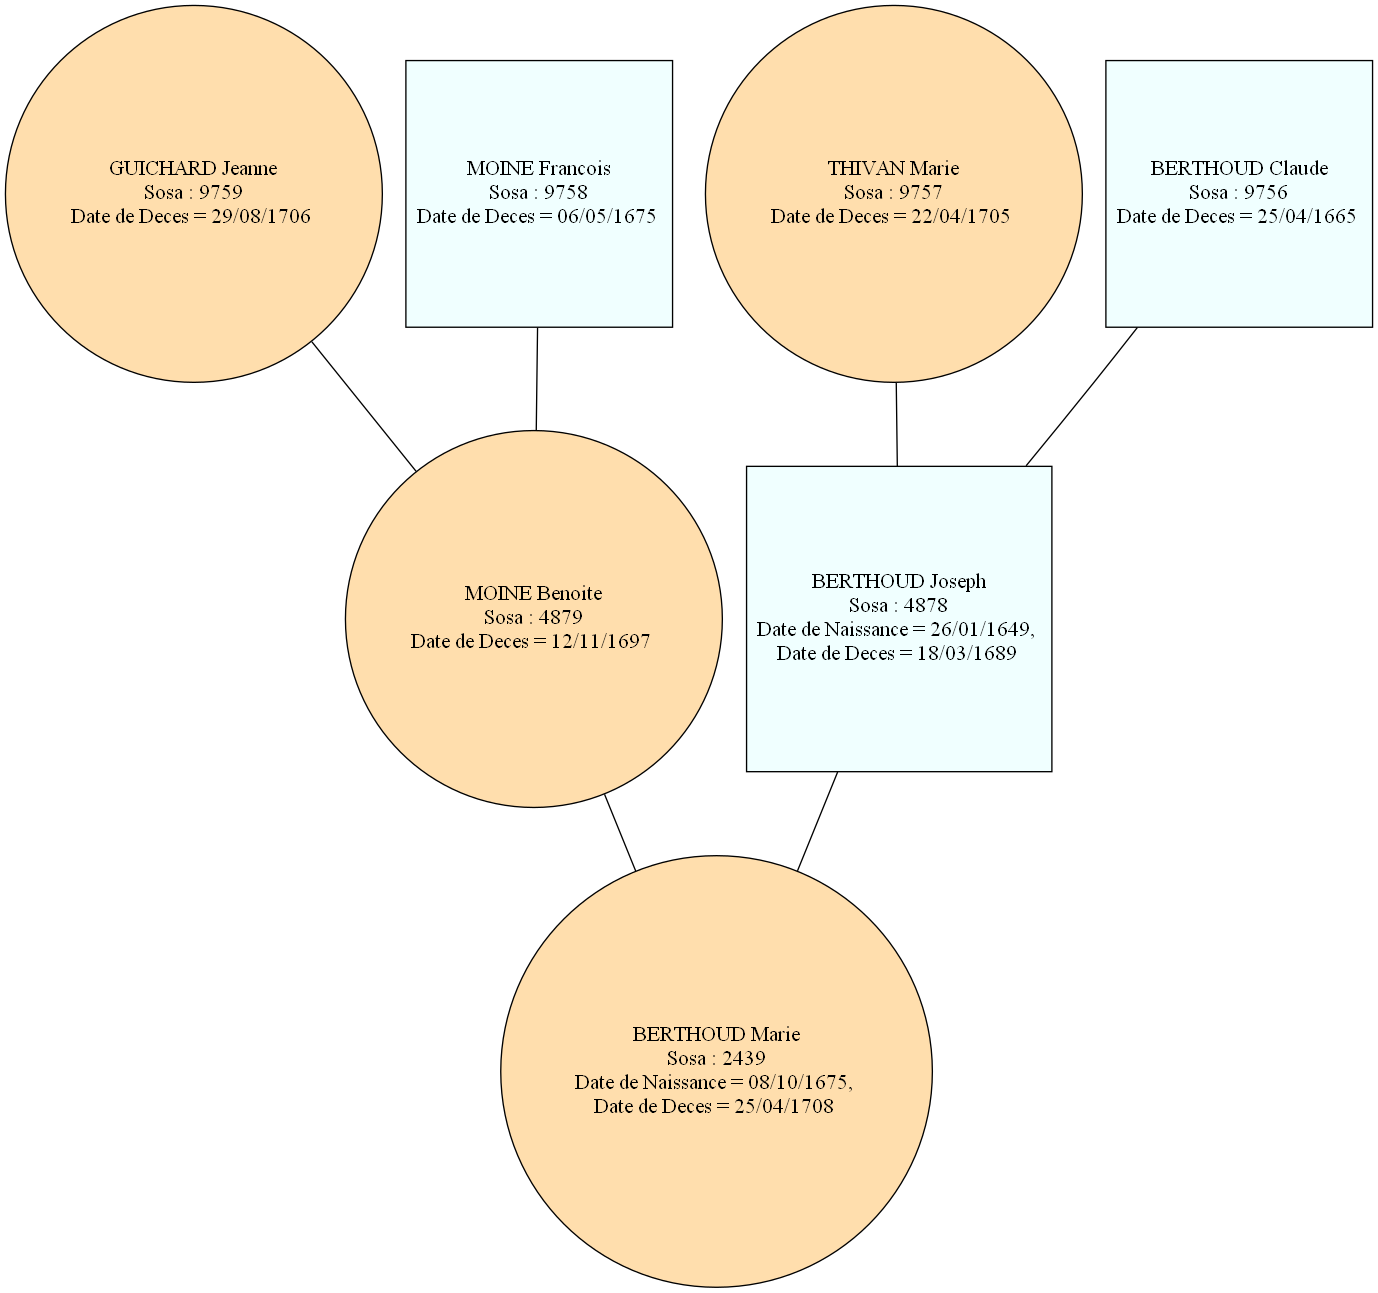 GUICHARD Jeanne
Sosa : 9759
Date de Deces = 29/08/1706
MOINE Francois
Sosa : 9758
Date de Deces = 06/05/1675
THIVAN Marie
Sosa : 9757
Date de Deces = 22/04/1705
BERTHOUD Claude
Sosa : 9756
Date de Deces = 25/04/1665
MOINE Benoite
Sosa : 4879
Date de Deces = 12/11/1697
BERTHOUD Joseph
Sosa : 4878
Date de Naissance = 26/01/1649,
Date de Deces = 18/03/1689
BERTHOUD Marie
Sosa : 2439
Date de Naissance = 08/10/1675,
Date de Deces = 25/04/1708